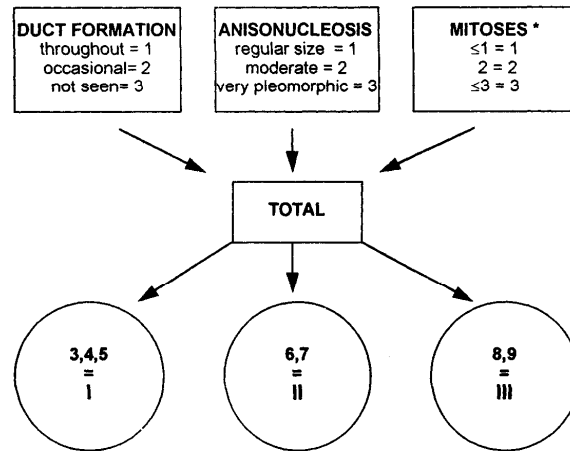 DUCT FORMATION
throughout = 1
occasional= 2
not seen= 3
ANISONUCLEOSIS
regular size = 1
moderate = 2
very pleomorphic = 3
MITOSES *
≤1 = 1
2 = 2
≤3 = 3
TOTAL
3,4,5
=
I
6,7
=
II
8,9
=
III